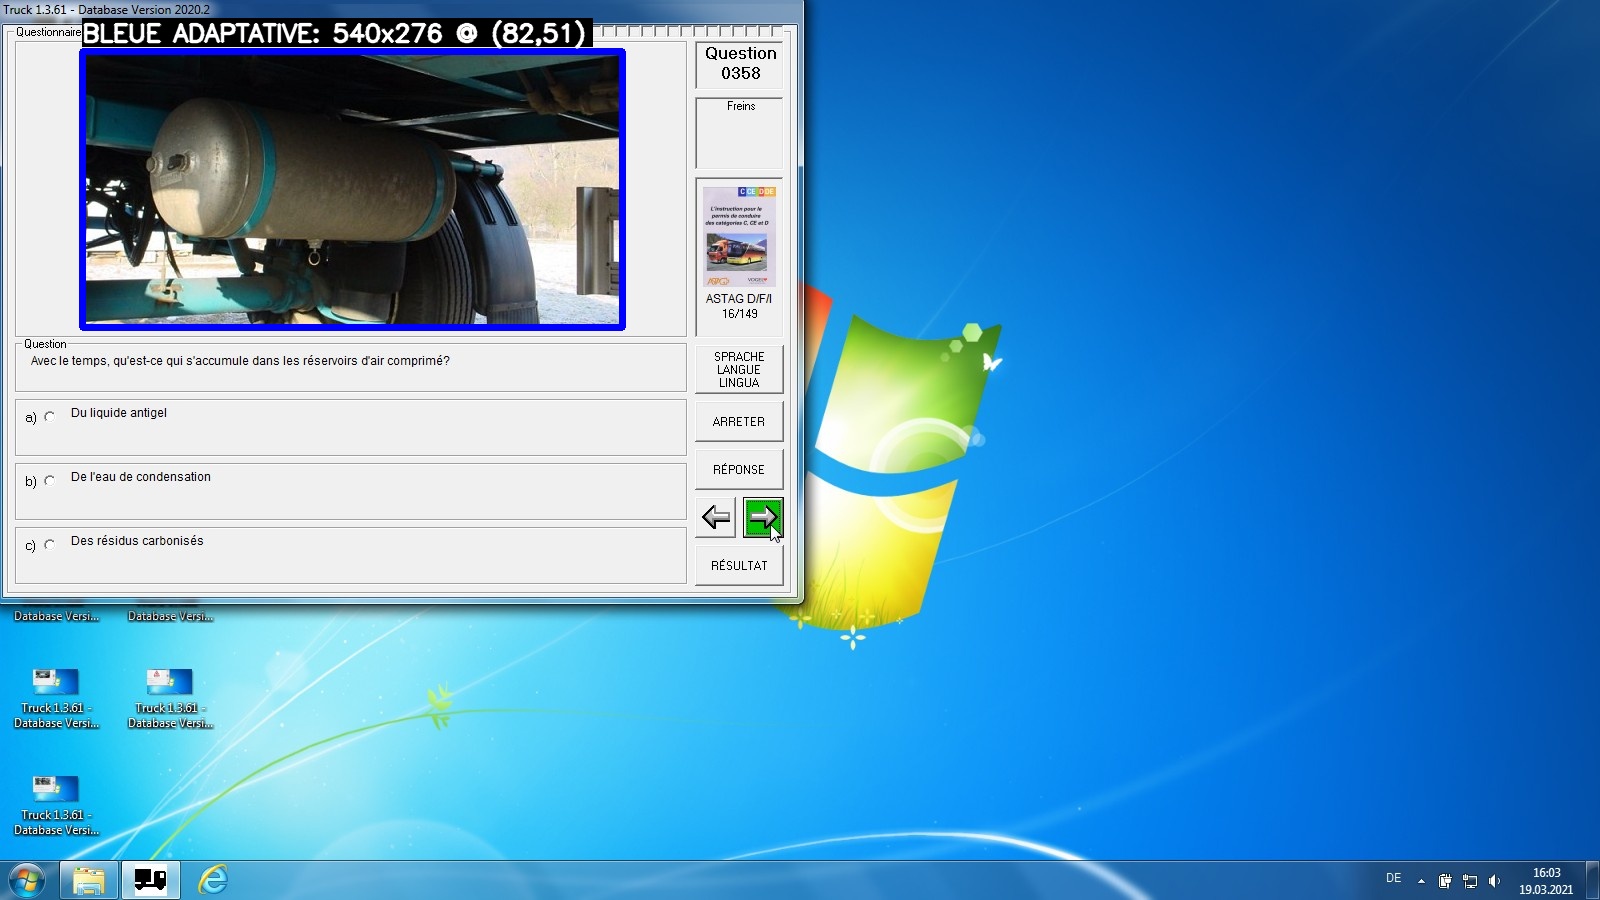 Truck 1.3.61 - Database Version 2020.2
Questionnaire
BLEUE ADAPTATIVE: 540x276 @ (82,51)
Question
0358
Freins
C CE D DE
L'instruction pour le
permis de conduire
des catégories C, CE et D
ASTAG D/F/I
16/149
Question
Avec le temps, qu'est-ce qui s'accumule dans les réservoirs d'air comprimé?
SPRACHE
LANGUE
LINGUA
a) Du liquide antigel
ARRETER
b) De l'eau de condensation
RÉPONSE
c) Des résidus carbonisés
RÉSULTAT
Database Versi...
Database Versi...
Truck 1.3.61 -
Database Versi...
Truck 1.3.61 -
Database Versi...
Truck 1.3.61 -
Database Versi...
DE
16:03
19.03.2021